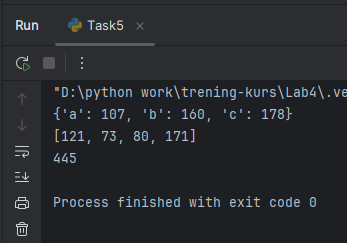 Run Task5
"D:\python work\trening-kurs\Lab4\.ve
{'a': 107, 'b': 160, 'c': 178}
[121, 73, 80, 171]
445
Process finished with exit code 0